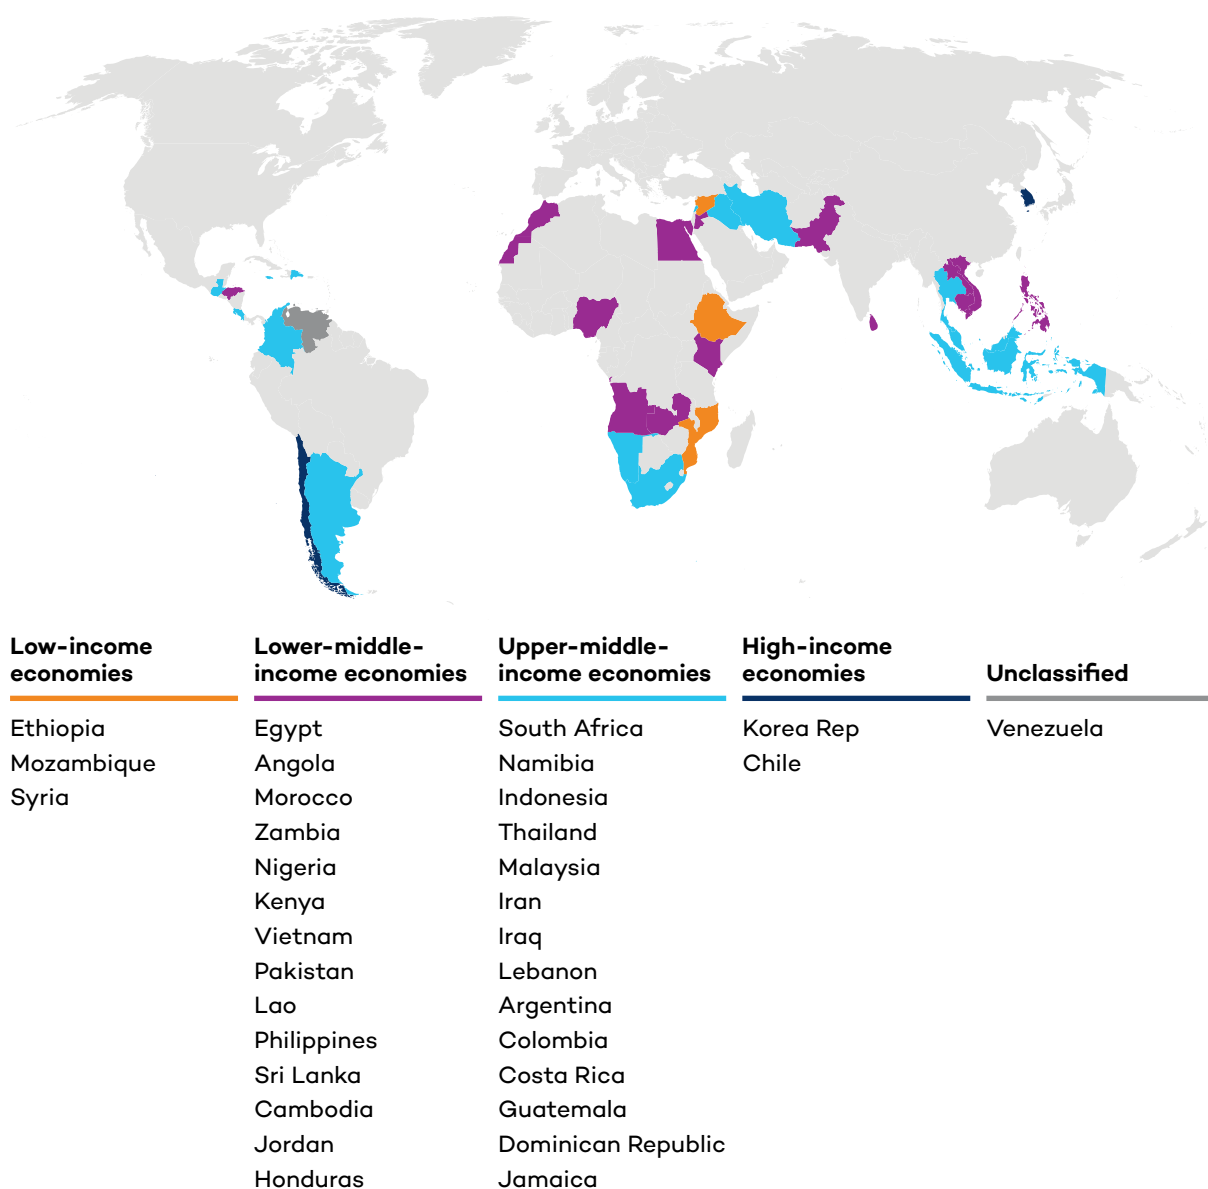 Low-income
economies
Ethiopia
Mozambique
Syria
Lower-middle-
income economies
Egypt
Angola
Morocco
Zambia
Nigeria
Kenya
Vietnam
Pakistan
Lao
Philippines
Sri Lanka
Cambodia
Jordan
Honduras
Upper-middle-
income economies
South Africa
Namibia
Indonesia
Thailand
Malaysia
Iran
Iraq
Lebanon
Argentina
Colombia
Costa Rica
Guatemala
Dominican Republic
Jamaica
High-income
economies
Korea Rep
Chile
Unclassified
Venezuela